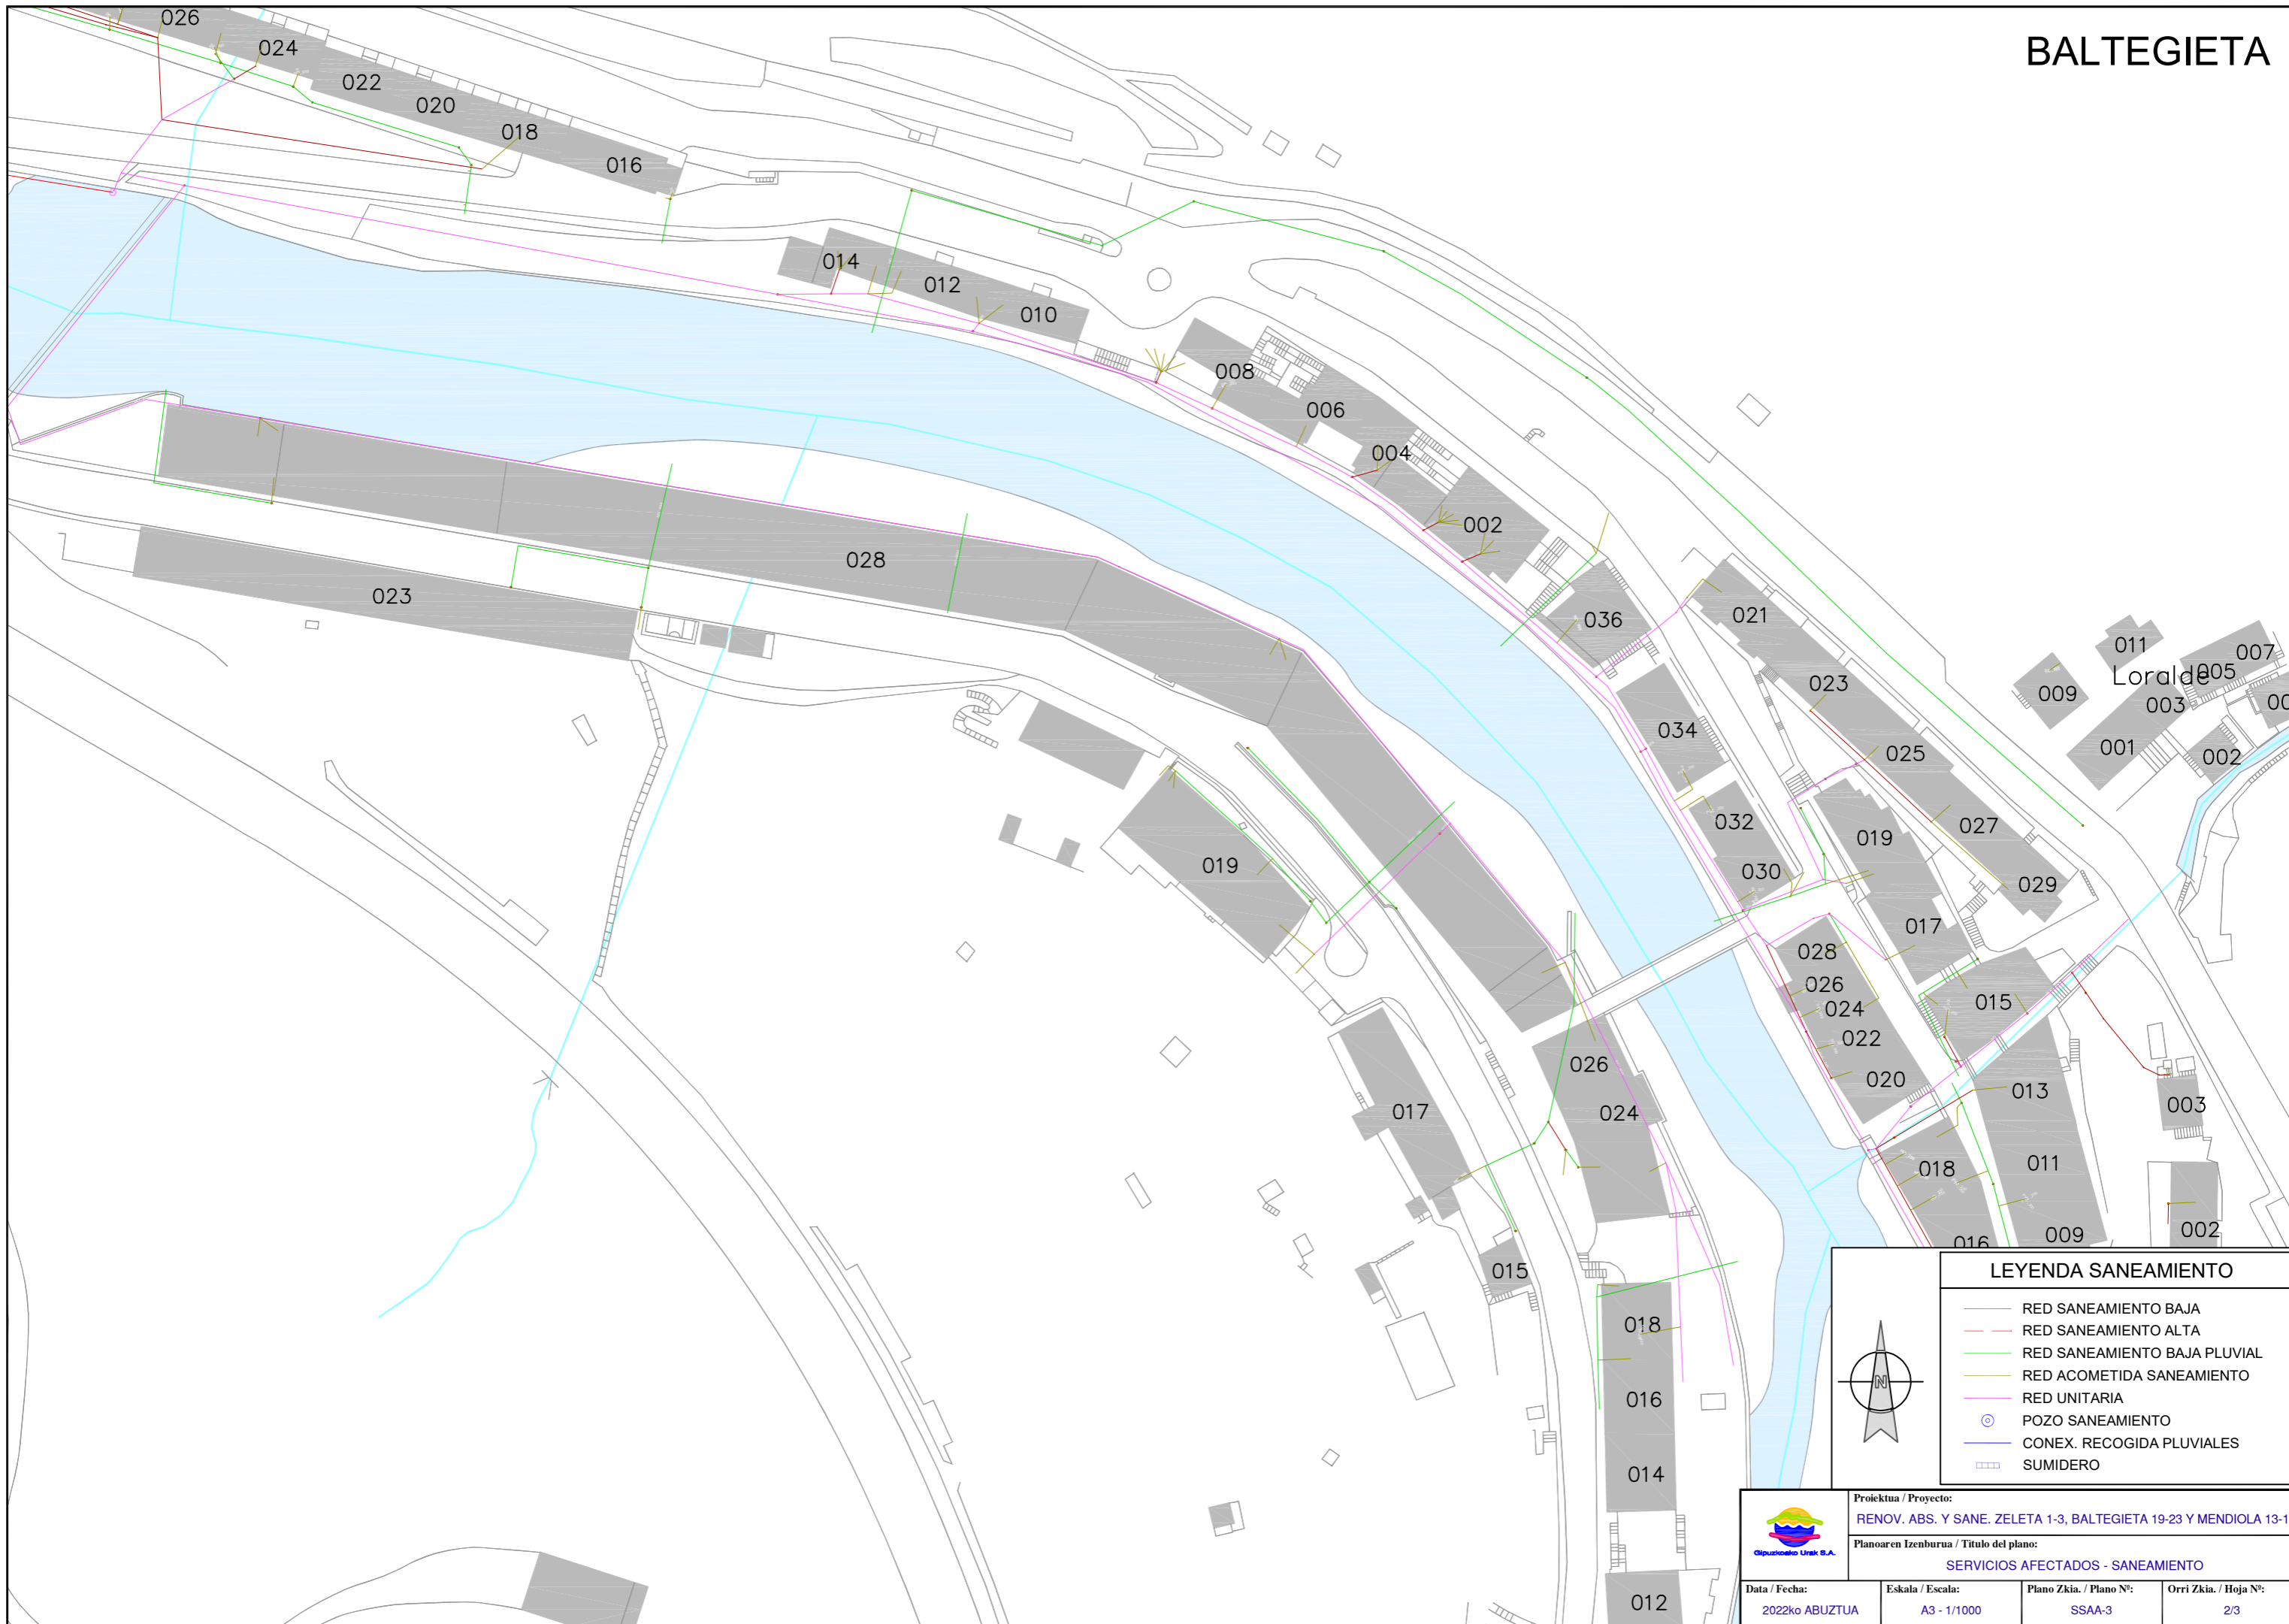 BALTEGIETA
026
024
022
020
018
016
014
012
010
008
006
004
002
036
021
023
034
025
032
027
030
019
029
017
028
026
024
022
020
015
013
018
011
016
009
028
023
019
017
026
024
015
018
016
014
012
011
007
005
Loralde
009
003
001
002
003
002
LEYENDA SANEAMIENTO
RED SANEAMIENTO BAJA
RED SANEAMIENTO ALTA
RED SANEAMIENTO BAJA PLUVIAL
RED ACOMETIDA SANEAMIENTO
RED UNITARIA
POZO SANEAMIENTO
CONEX. RECOGIDA PLUVIALES
SUMIDERO
N
Gipuzkoako Urak S.A.
Proiektua / Proyecto:
RENOV. ABS. Y SANE. ZELETA 1-3, BALTEGIETA 19-23 Y MENDIOLA 13-1
Planoaren Izenburua / Titulo del plano:
SERVICIOS AFECTADOS - SANEAMIENTO
Data / Fecha:
2022ko ABUZTUA
Eskala / Escala:
A3 - 1/1000
Plano Zkia. / Plano Nº:
SSAA-3
Orri Zkia. / Hoja Nº:
2/3